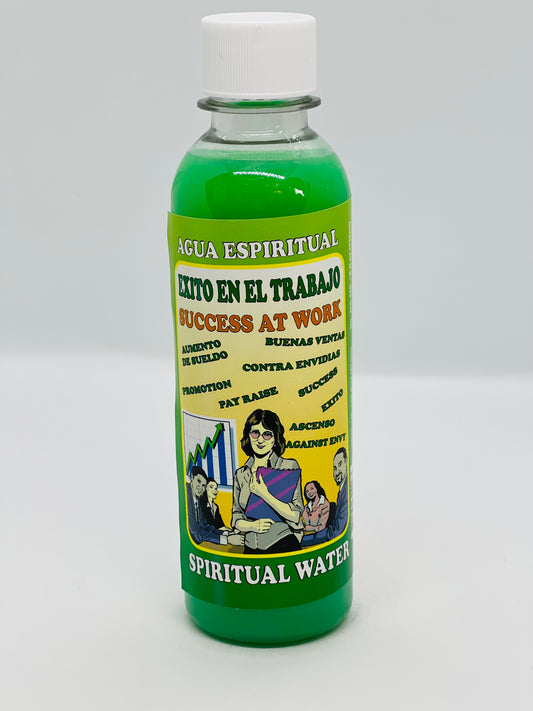 AGUA ESPIRITUAL
EXITO EN EL TRABAJO
SUCCESS AT WORK
AUMENTO
DE SUELDO
BUENAS VENTAS
CONTRA ENVIDIAS
PROMOTION
PAY RAISE
SUCCESS
EXITO
ASCENSO
AGAINST ENVY
SPIRITUAL WATER